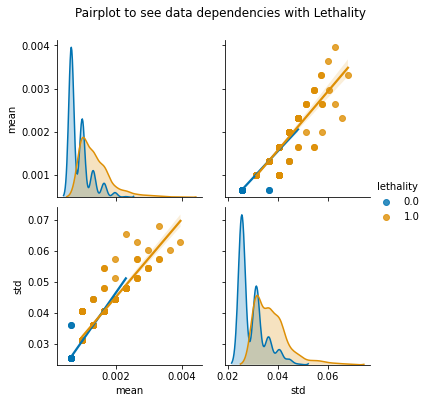 Pairplot to see data dependencies with Lethality
0.004
0.003
0.002
0.001
mean
lethality
0.0
1.0
0.07
0.06
0.05
0.04
0.03
std
0.002 0.004
mean
0.02 0.04 0.06
std